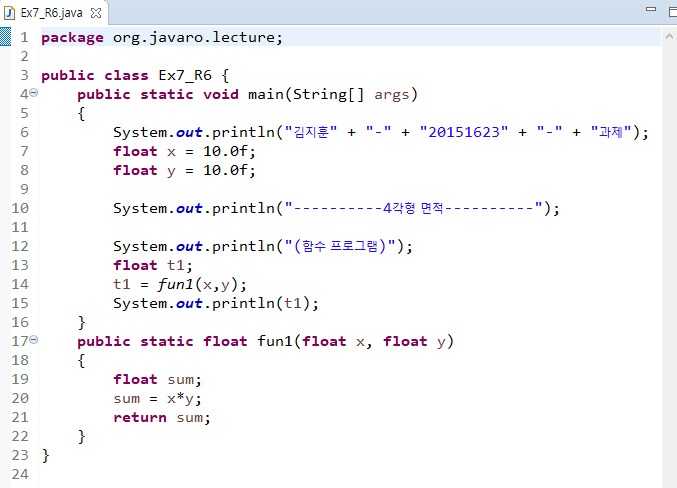 Ex7_R6.java
1 package org.javaro.lecture;
2
3 public class Ex7_R6 {
4 public static void main(String[] args)
5 {
6 System.out.println("김지훈" + "-" + "20151623" + "-" + "과제");
7 float x = 10.0f;
8 float y = 10.0f;
9
10 System.out.println("----------4각형 면적----------");
11
12 System.out.println("(함수 프로그램)");
13 float t1;
14 t1 = fun1(x,y);
15 System.out.println(t1);
16 }
17 public static float fun1(float x, float y)
18 {
19 float sum;
20 sum = x*y;
21 return sum;
22 }
23 }
24